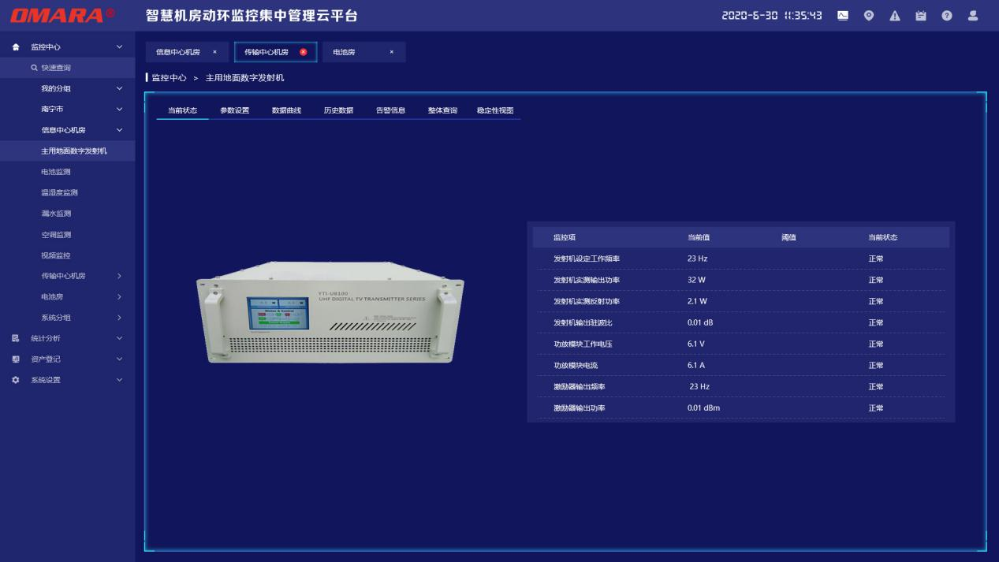 OMARA®
智慧机房动环监控集中管理云平台
2020-6-30 11:35:43
监控中心
快速查询
我的分组
南宁市
信息中心机房
主用地面数字发射机
电池监测
温湿度监测
漏水监测
空调监测
视频监控
传输中心机房
电池房
系统分组
统计分析
资产登记
系统设置
信息中心机房 × 传输中心机房 × 电池房 ×
监控中心 > 主用地面数字发射机
当前状态 参数设置 数据曲线 历史数据 告警信息 整体查询 稳定性视图
YTI-U8100
UHF DIGITAL TV TRANSMITTER SERIES
监控项 当前值 阈值 当前状态
发射机设定工作频率 23 Hz 正常
发射机实测输出功率 32 W 正常
发射机实测反射功率 2.1 W 正常
发射机输出驻波比 0.01 dB 正常
功放模块工作电压 6.1 V 正常
功放模块电流 6.1 A 正常
激励器输出频率 23 Hz 正常
激励器输出功率 0.01 dBm 正常